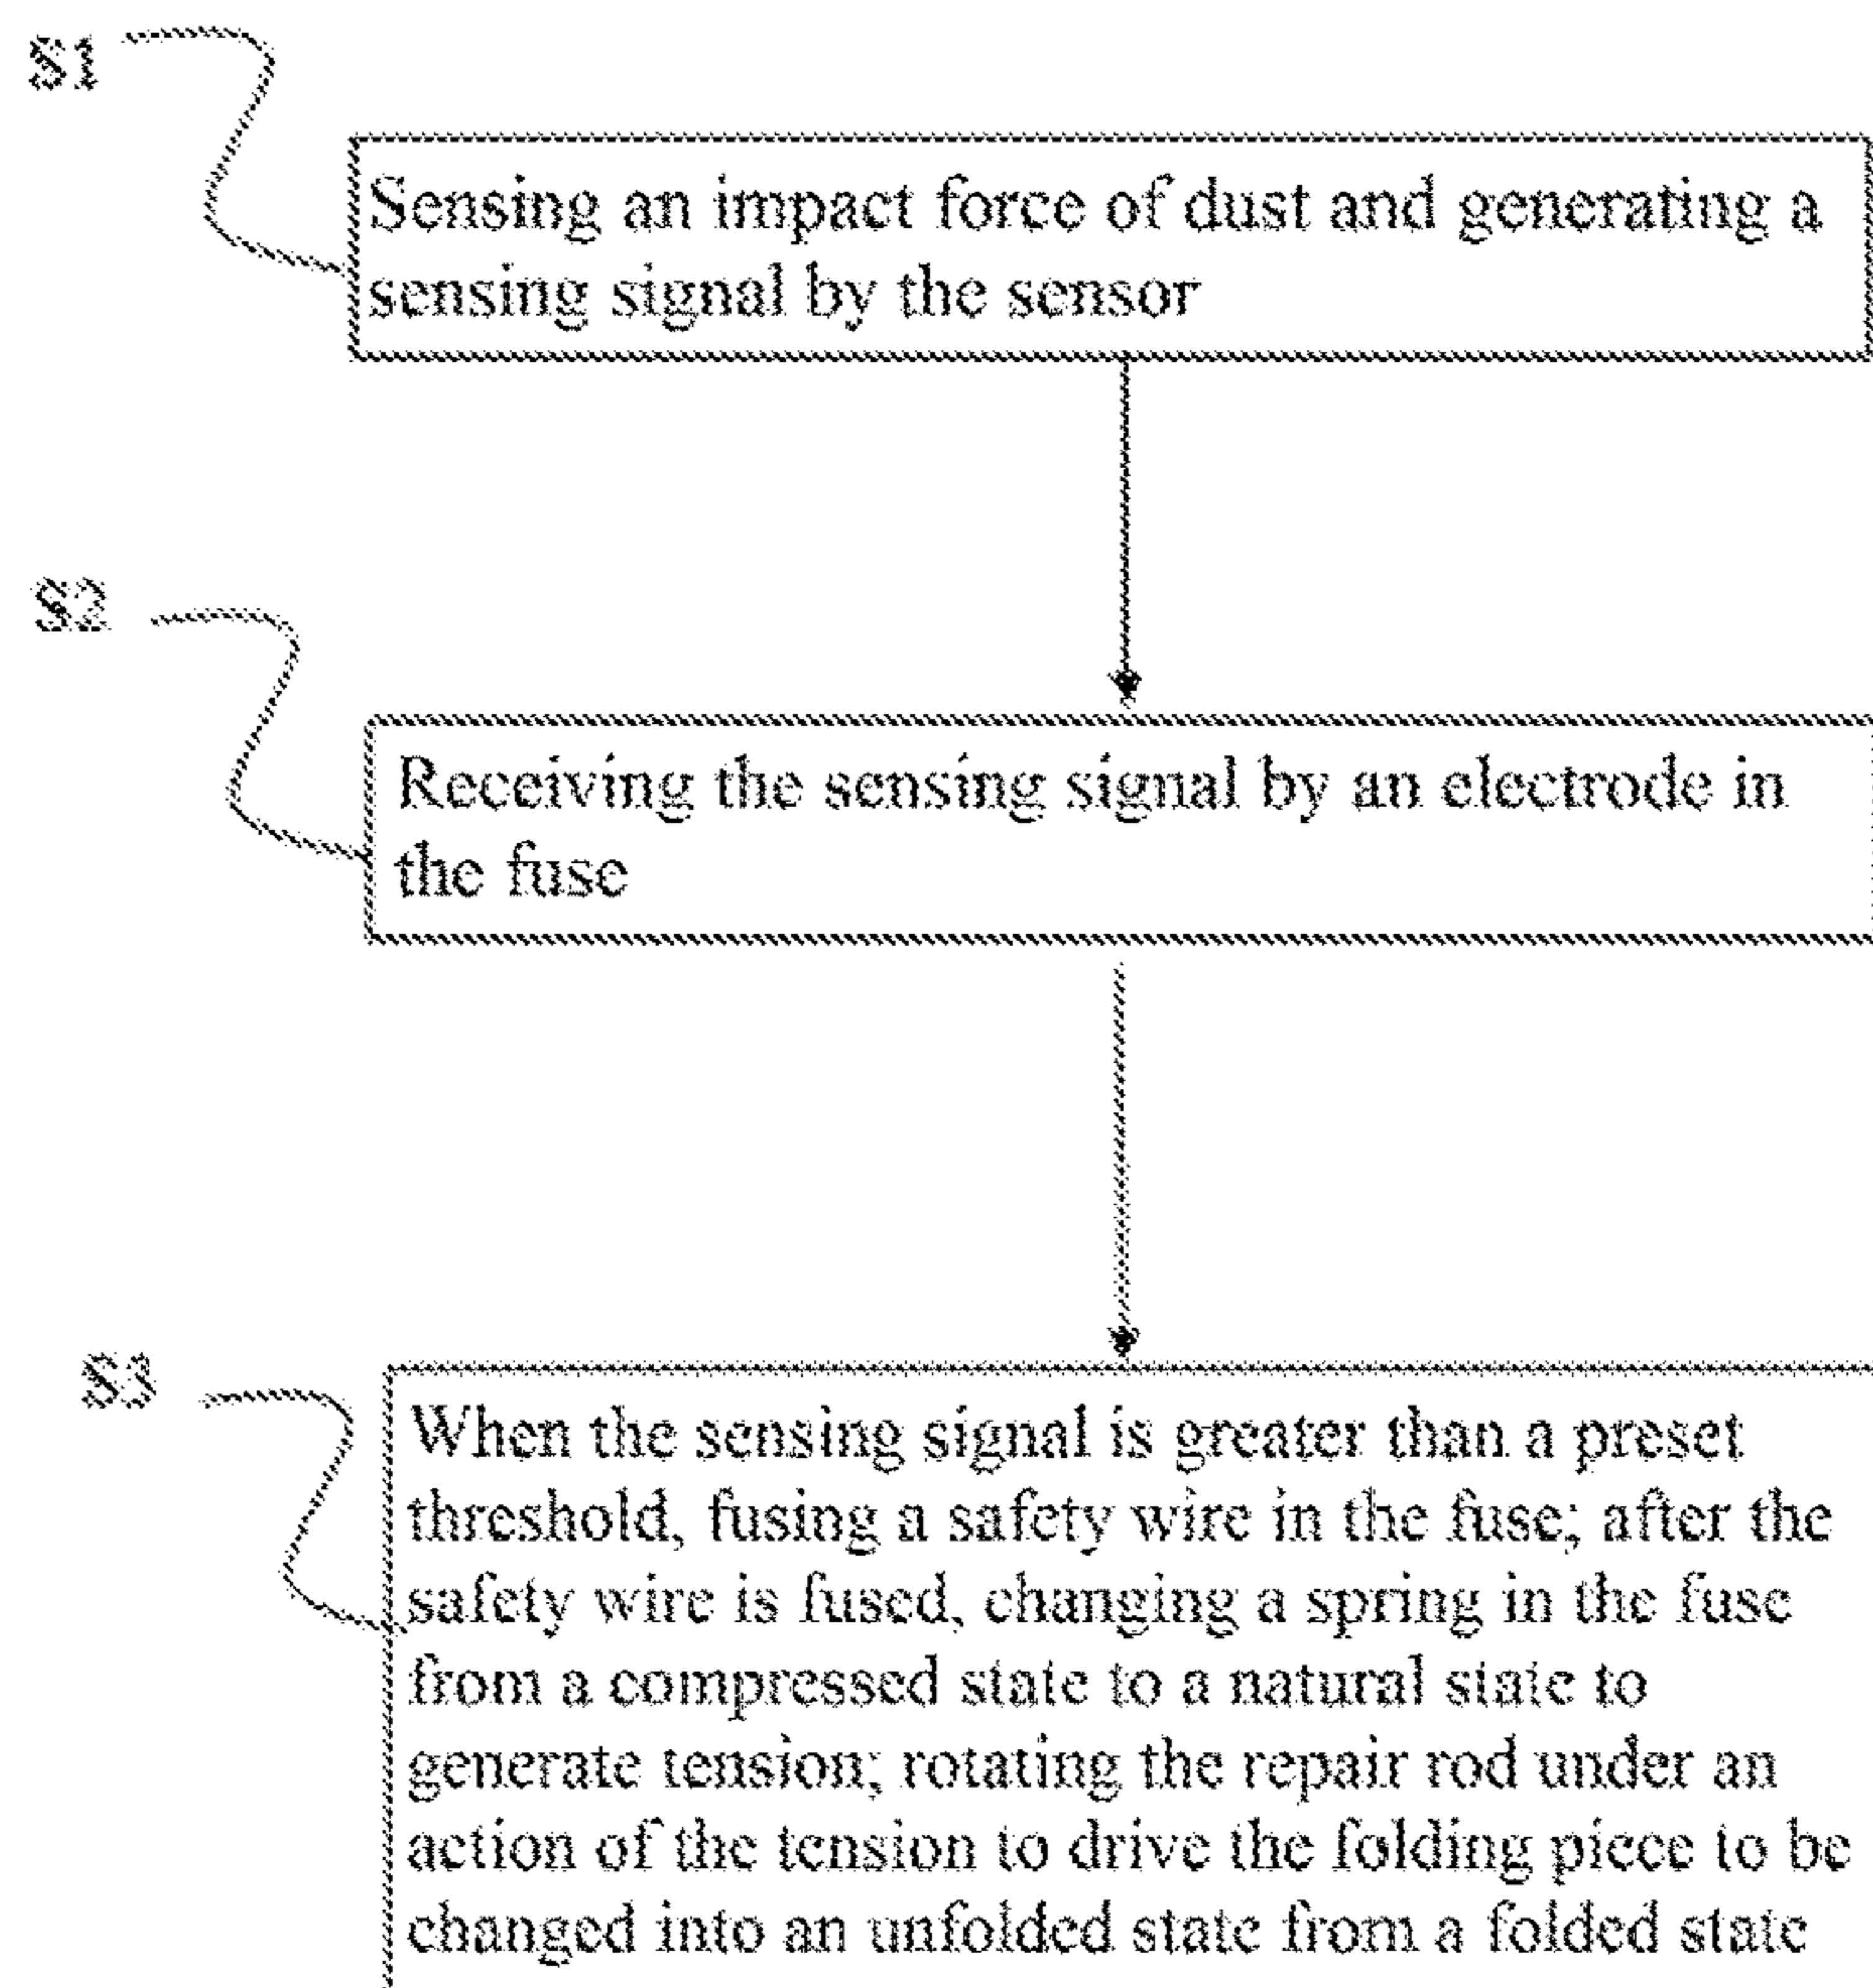 S1
Sensing an impact force of dust and generating a
sensing signal by the sensor
S2
Receiving the sensing signal by an electrode in
the fuse
S3
When the sensing signal is greater than a preset
threshold, fusing a safety wire in the fuse; after the
safety wire is fused, changing a spring in the fuse
from a compressed state to a natural state to
generate tension; rotating the repair rod under an
action of the tension to drive the folding piece to be
changed into an unfolded state from a folded state